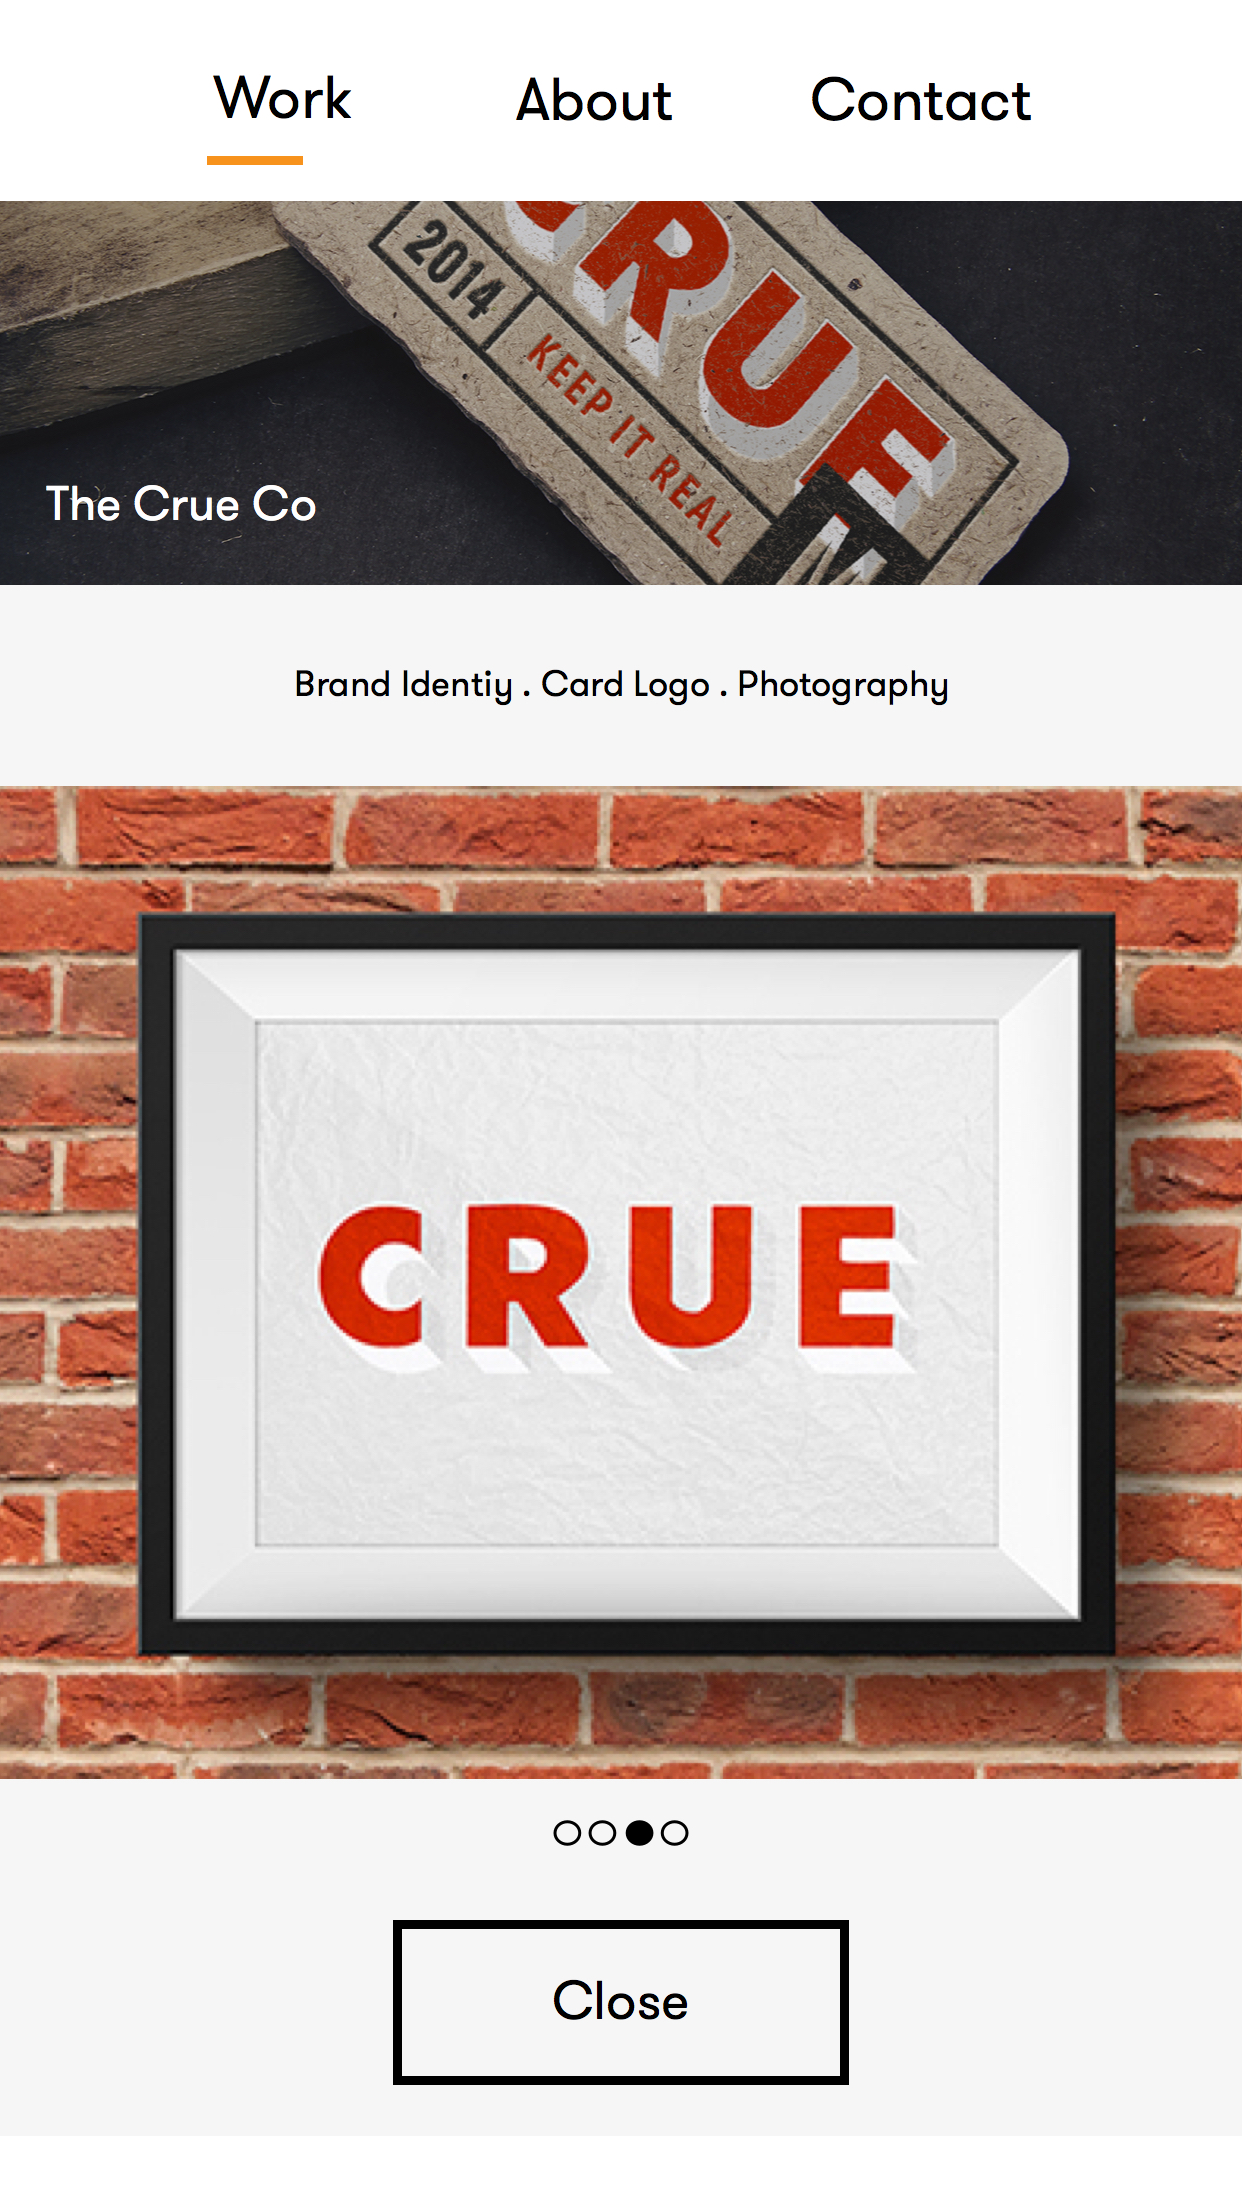 Work About Contact
CRUE
2014
KEEP IT REAL
The Crue Co
Brand Identiy . Card Logo . Photography
CRUE
Close